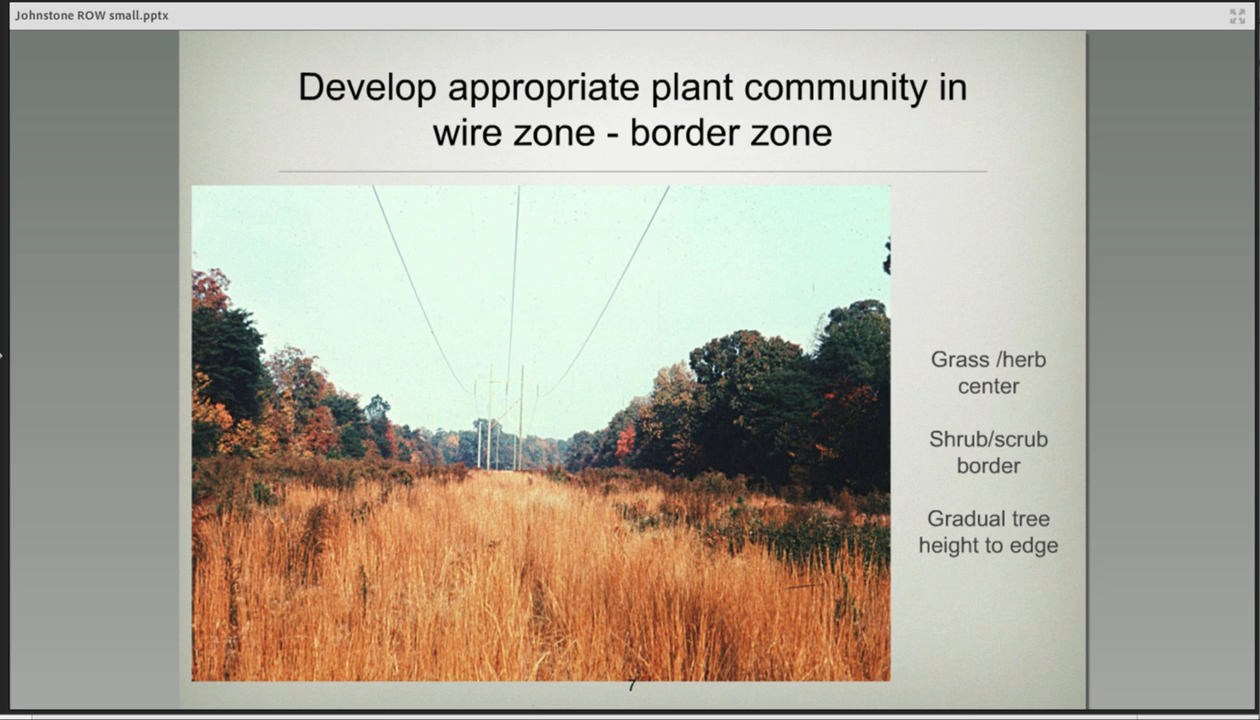 Johnstone ROW small.pptx
Develop appropriate plant community in
wire zone - border zone
Grass /herb
center
Shrub/scrub
border
Gradual tree
height to edge
7